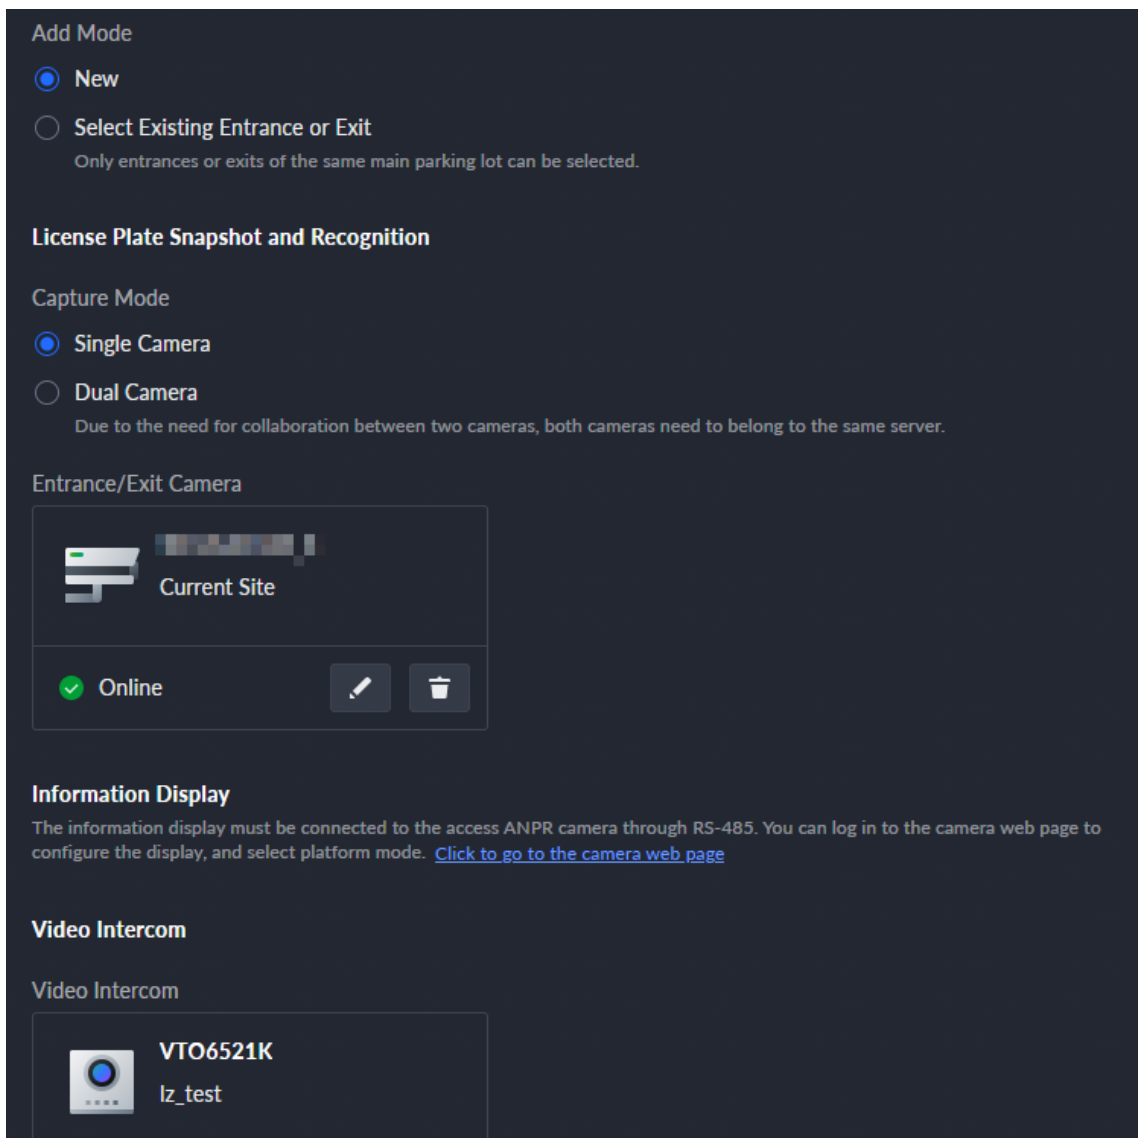 Add Mode
New
Select Existing Entrance or Exit
Only entrances or exits of the same main parking lot can be selected.
License Plate Snapshot and Recognition
Capture Mode
Single Camera
Dual Camera
Due to the need for collaboration between two cameras, both cameras need to belong to the same server.
Entrance/Exit Camera
Current Site
Online
Information Display
The information display must be connected to the access ANPR camera through RS-485. You can log in to the camera web page to
configure the display, and select platform mode. Click to go to the camera web page
Video Intercom
Video Intercom
VTO6521K
lz_test